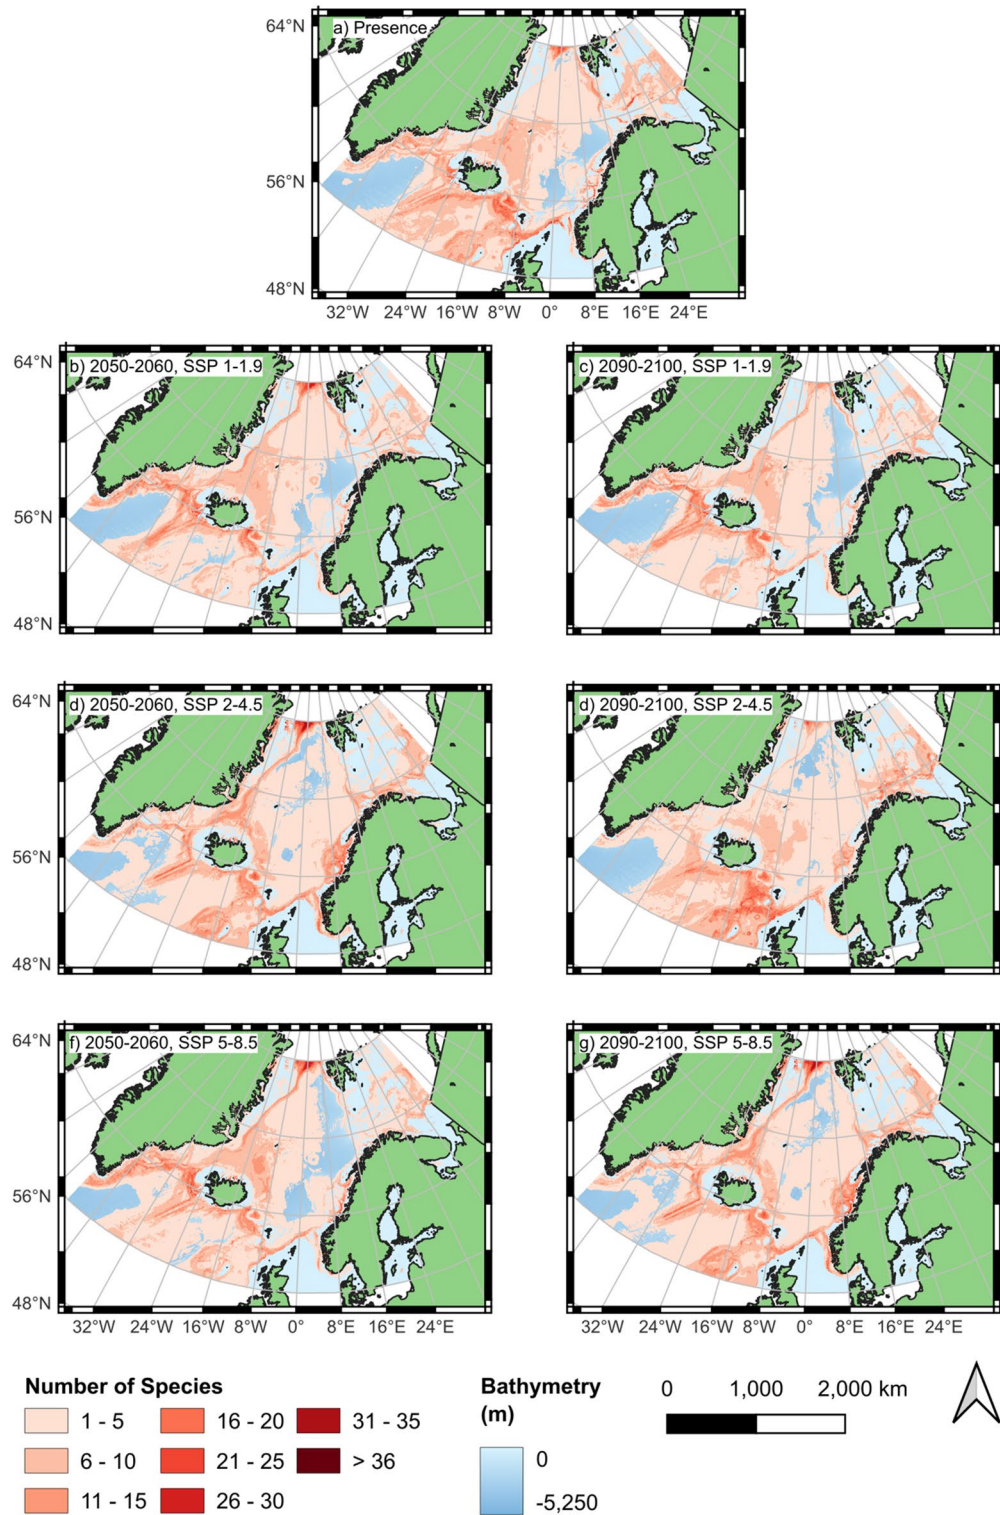 a) Presence
64°N
56°N
48°N
32°W 24°W 16°W 8°W 0° 8°E 16°E 24°E
b) 2050-2060, SSP 1-1.9
c) 2090-2100, SSP 1-1.9
64°N
56°N
48°N
d) 2050-2060, SSP 2-4.5
d) 2090-2100, SSP 2-4.5
64°N
56°N
48°N
f) 2050-2060, SSP 5-8.5
g) 2090-2100, SSP 5-8.5
64°N
56°N
48°N
32°W 24°W 16°W 8°W 0° 8°E 16°E 24°E
32°W 24°W 16°W 8°W 0° 8°E 16°E 24°E
Number of Species
1 - 5
6 - 10
11 - 15
16 - 20
21 - 25
26 - 30
31 - 35
> 36
Bathymetry
(m)
0
-5,250
0 1,000 2,000 km